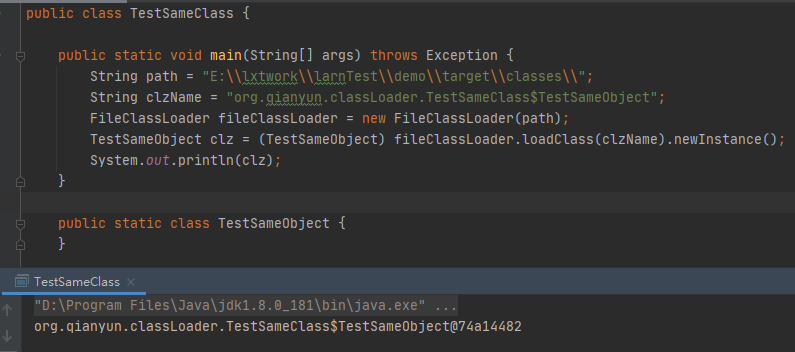 public class TestSameClass {
public static void main(String[] args) throws Exception {
String path = "E:\\lxtwork\\larnTest\\demo\\target\\classes\\";
String clzName = "org.qianyun.classLoader.TestSameClass$TestSameObject";
FileClassLoader fileClassLoader = new FileClassLoader(path);
TestSameObject clz = (TestSameObject) fileClassLoader.loadClass(clzName).newInstance();
System.out.println(clz);
}
public static class TestSameObject {
}
TestSameClass ×
"D:\Program Files\Java\jdk1.8.0_181\bin\java.exe" ...
org.qianyun.classLoader.TestSameClass$TestSameObject@74a14482